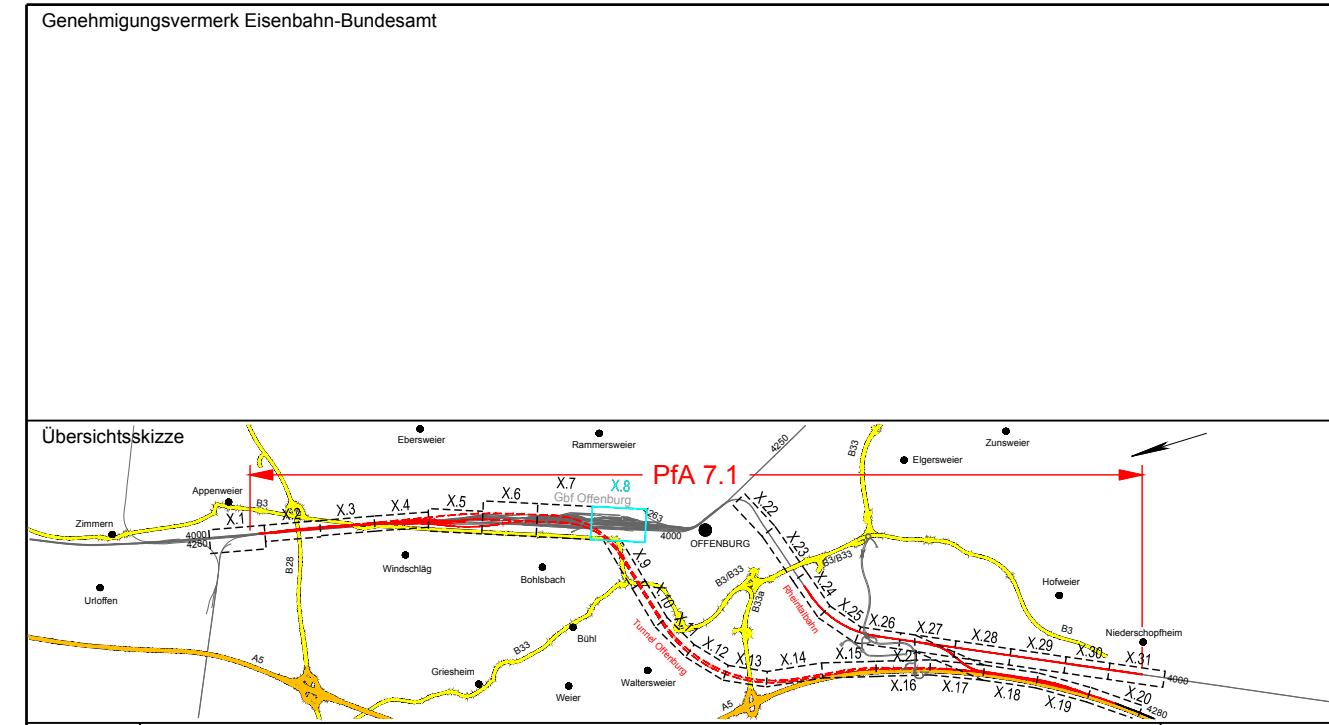 Genehmigungsvermerk Eisenbahn-Bundesamt
Übersichtsskizze
Ebersweier
Rammersweier
4250
B33
Zunsweier
Elgersweier
PfA 7.1
Appenweier
B3
X.1
X.2
X.3
X.4
X.5
X.6
X.7
X.8
Gbf Offenburg
4263
4000
OFFENBURG
X.22
Zimmern
4000
4280
B28
Windschläg
Bohlsbach
X.9
X.10
X.11
X.12
X.13
X.14
X.15
X.21
X.16
X.17
X.18
X.19
X.20
X.23
X.24
X.25
X.26
X.27
X.28
X.29
X.30
X.31
B3/B33
B3/B33
B33a
Rheintalbahn
Hofweier
B3
Niederschopfheim
4000
Urloffen
Bühl
B33
Tunnel Offenburg
A5
Griesheim
Weier
Waltersweier
A5
4280